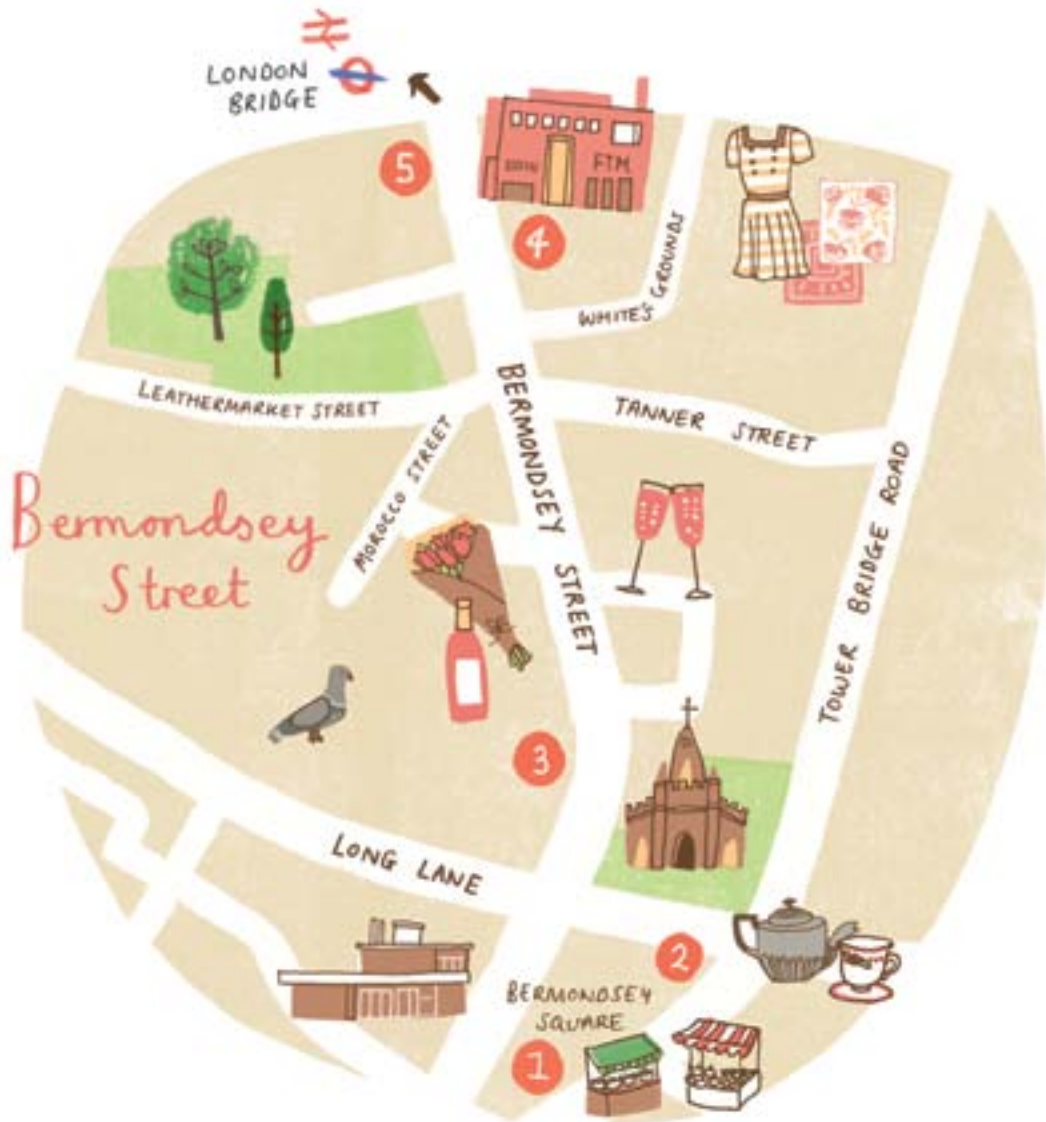 LONDON
BRIDGE
5
FTM
4
WHITE'S GROUNDS
LEATHERMARKET STREET
TANNER STREET
BERMONDSEY STREET
MOROCCO STREET
Bermondsey
Street
TOWER BRIDGE ROAD
3
LONG LANE
2
BERMONDSEY
SQUARE
1